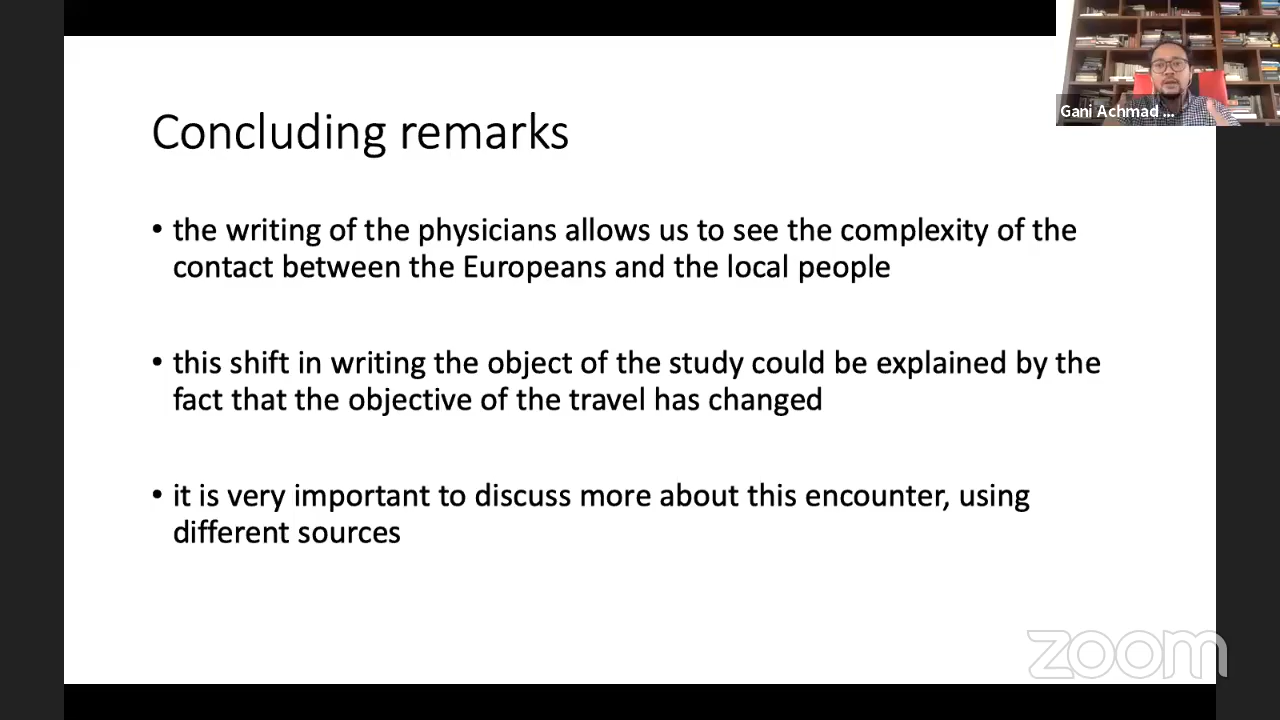 Gani Achmad ...
Concluding remarks
• the writing of the physicians allows us to see the complexity of the
contact between the Europeans and the local people
• this shift in writing the object of the study could be explained by the
fact that the objective of the travel has changed
• it is very important to discuss more about this encounter, using
different sources
zoom